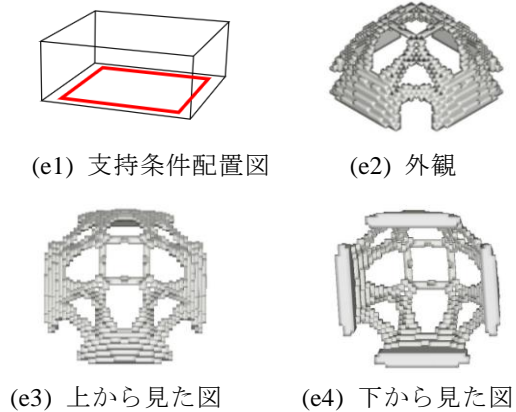 (e1) 支持条件配置図
(e2) 外観
(e3) 上から見た図
(e4) 下から見た図